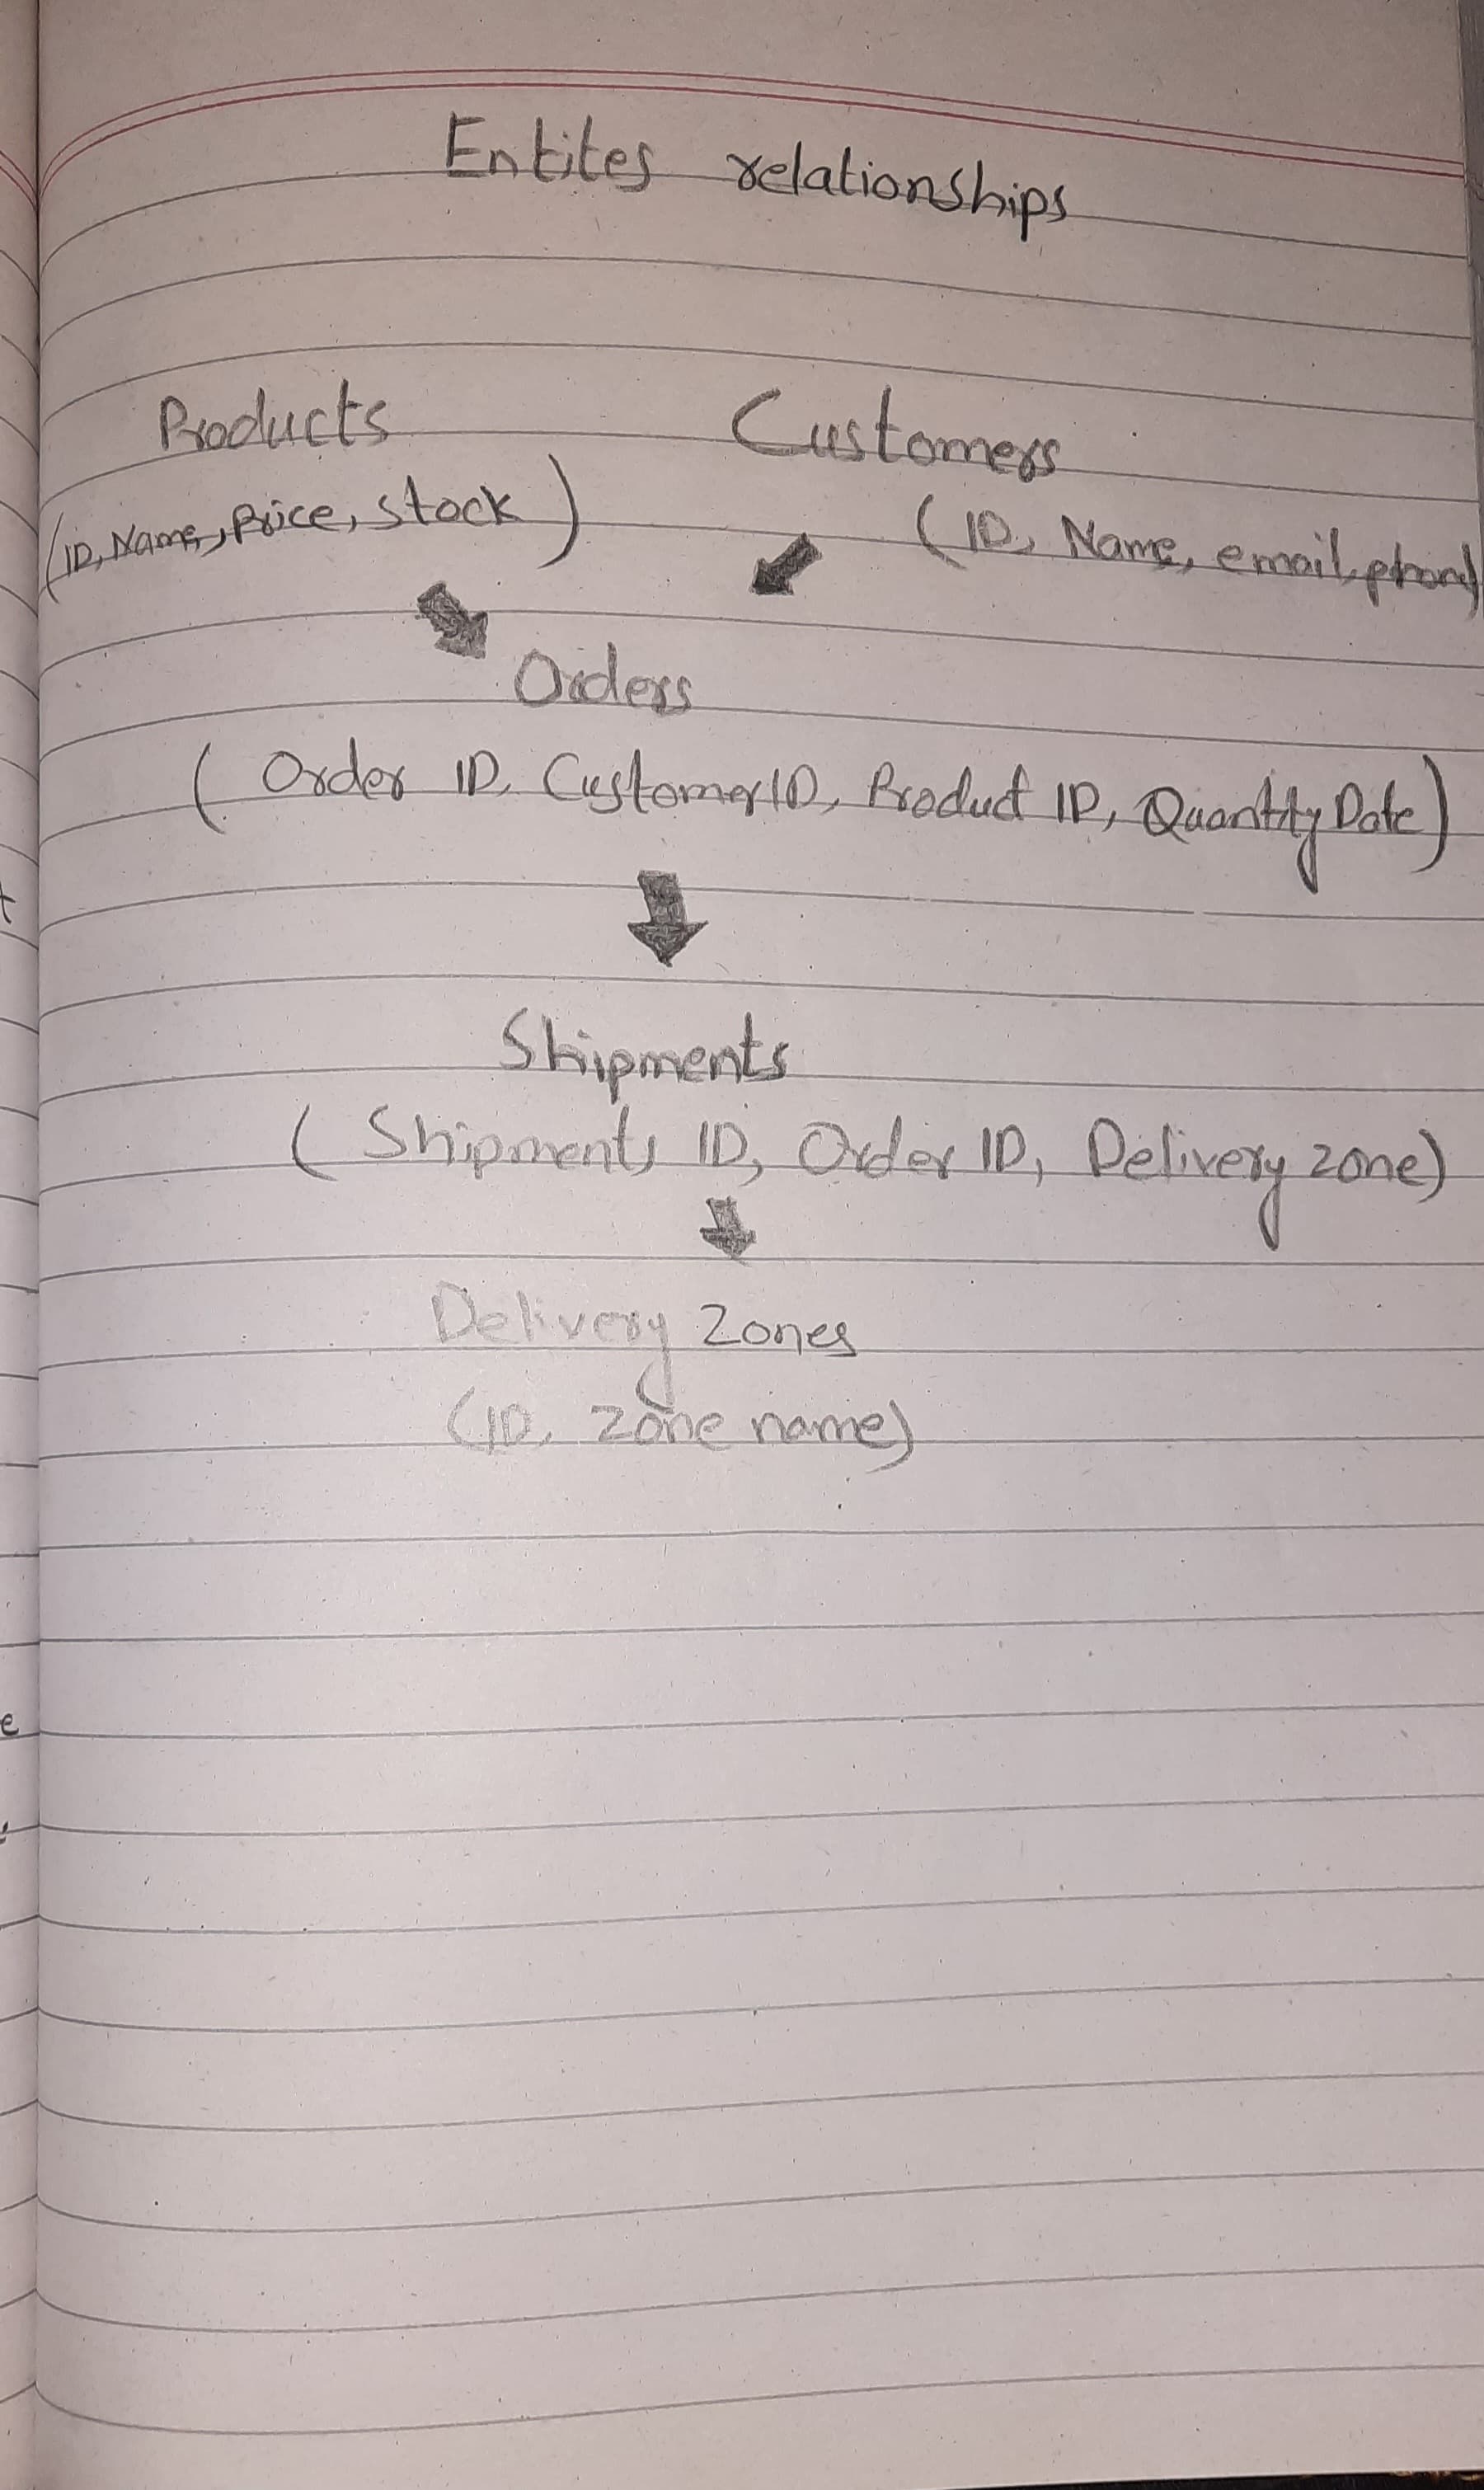 Entites relationships
Products Customers
(ID, Name, Price, stock)
(ID, Name, email, phone)
Orders
(Order ID, CustomerID, Product ID, Quantity Date)
Shipments
(Shipments ID, Order ID, Delivery zone)
Delivery Zones
(ID, zone name)